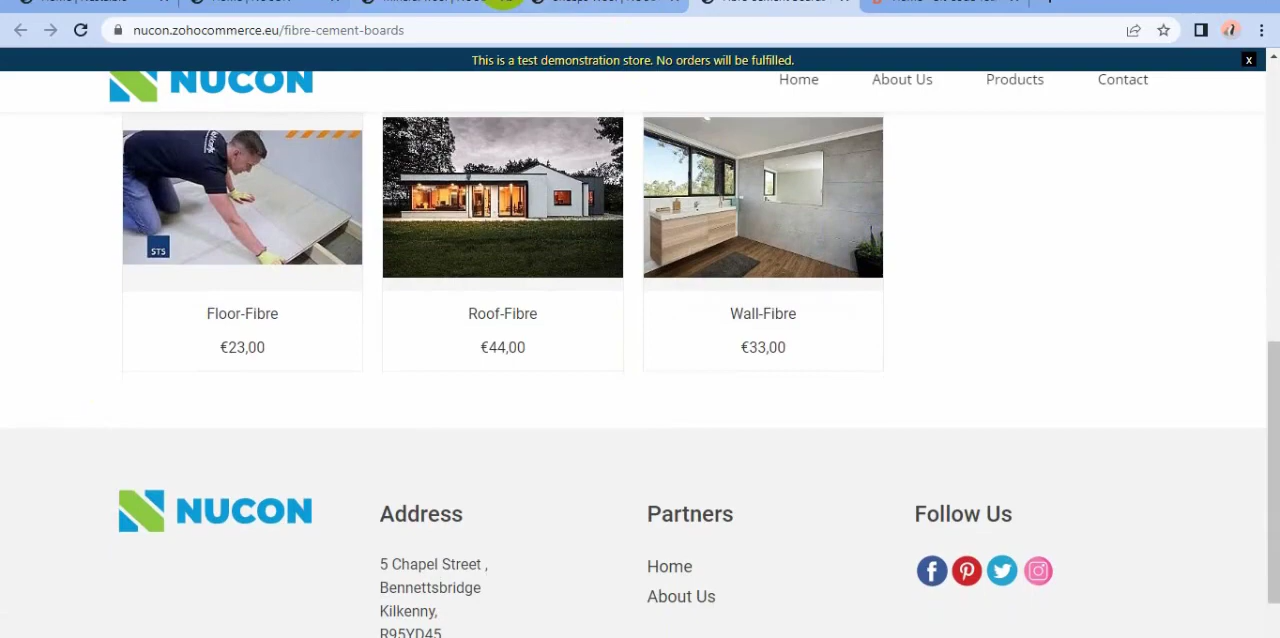 nucon.zohocommerce.eu/fibre-cement-boards
This is a test demonstration store. No orders will be fulfilled.
x
NUCON
Home
About Us
Products
Contact
STS
Floor-Fibre
€23,00
Roof-Fibre
€44,00
Wall-Fibre
€33,00
NUCON
Address
5 Chapel Street ,
Bennettsbridge
Kilkenny,
R95YD45
Partners
Home
About Us
Follow Us